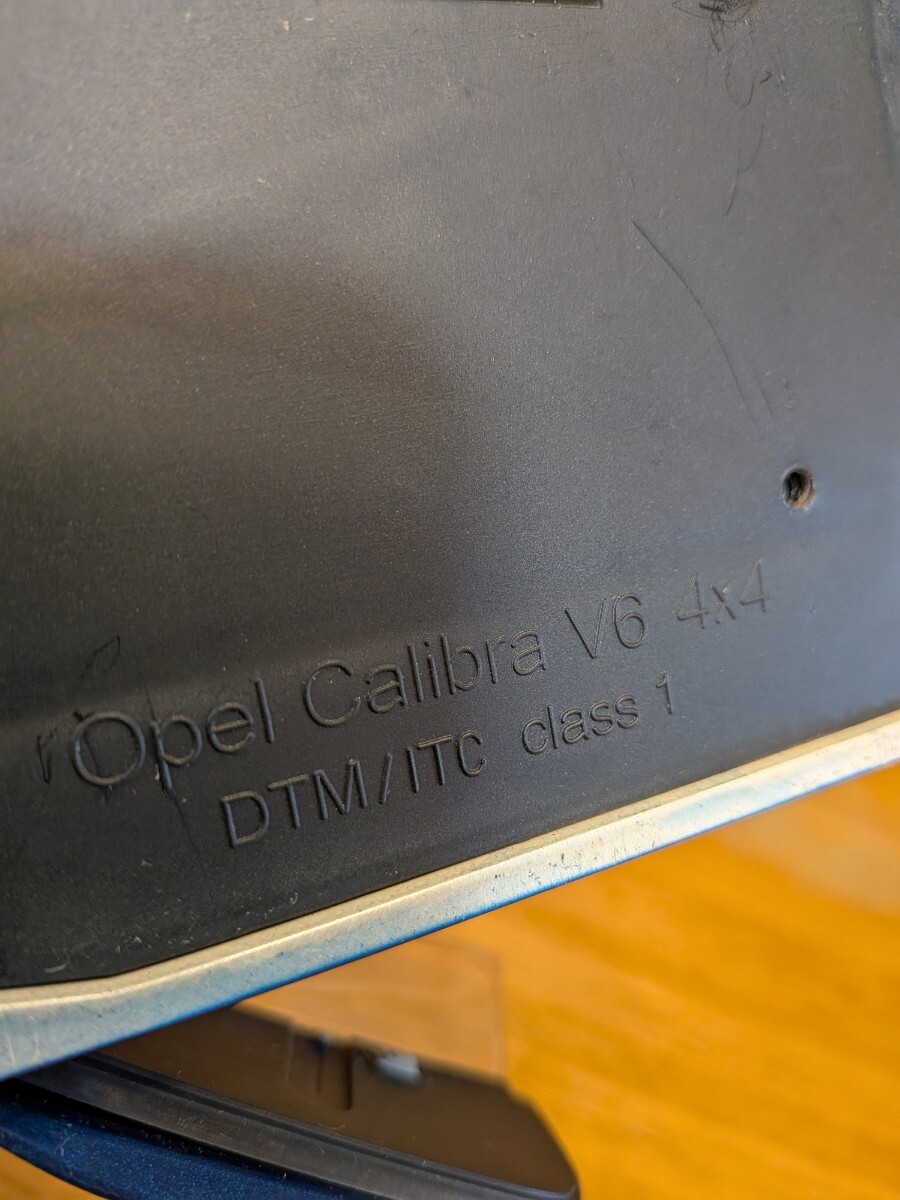 Opel Calibra V6 4x4
DTM/ITC class 1